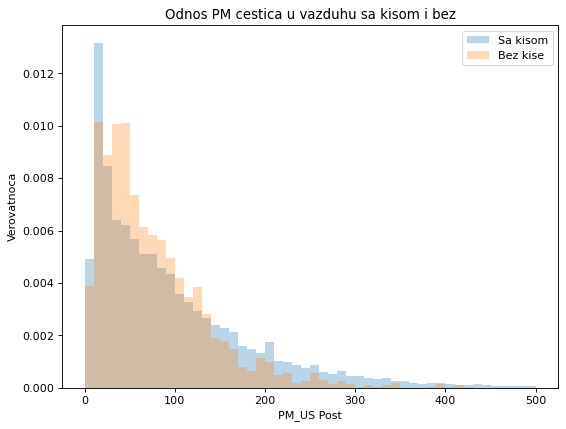 Odnos PM cestica u vazduhu sa kisom i bez
Sa kisom
Bez kise
Verovatnoca
0.012
0.010
0.008
0.006
0.004
0.002
0.000
0 100 200 300 400 500
PM_US Post